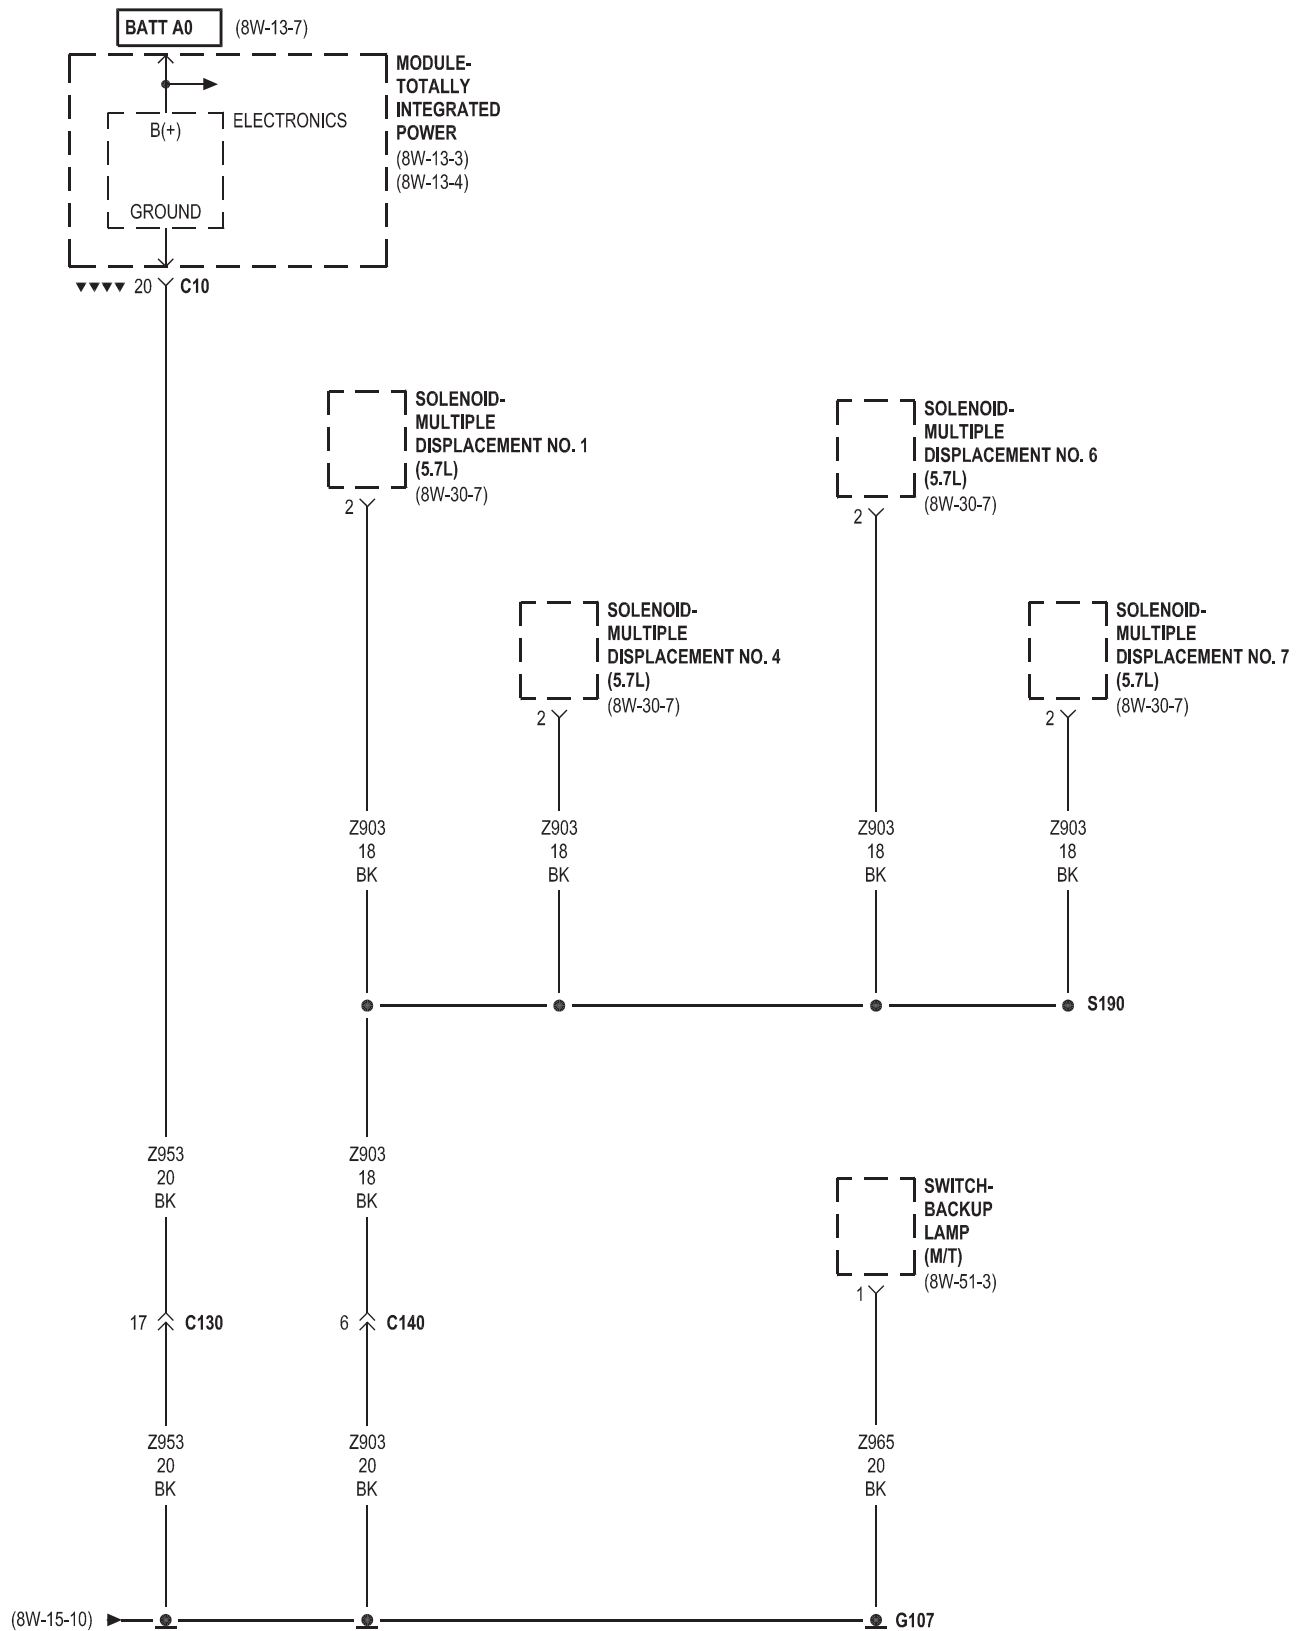 BATT A0 (8W-13-7)
MODULE-
TOTALLY
INTEGRATED
POWER
(8W-13-3)
(8W-13-4)
ELECTRONICS
B(+)
GROUND
20 C10
SOLENOID-
MULTIPLE
DISPLACEMENT NO. 1
(5.7L)
(8W-30-7)
2
SOLENOID-
MULTIPLE
DISPLACEMENT NO. 6
(5.7L)
(8W-30-7)
2
SOLENOID-
MULTIPLE
DISPLACEMENT NO. 4
(5.7L)
(8W-30-7)
2
SOLENOID-
MULTIPLE
DISPLACEMENT NO. 7
(5.7L)
(8W-30-7)
2
Z903 Z903 Z903 Z903
18 18 18 18
BK BK BK BK
S190
Z953 Z903
20 18
BK BK
SWITCH-
BACKUP
LAMP
(M/T)
(8W-51-3)
1
17 C130 6 C140
Z953 Z903 Z965
20 20 20
BK BK BK
(8W-15-10) G107